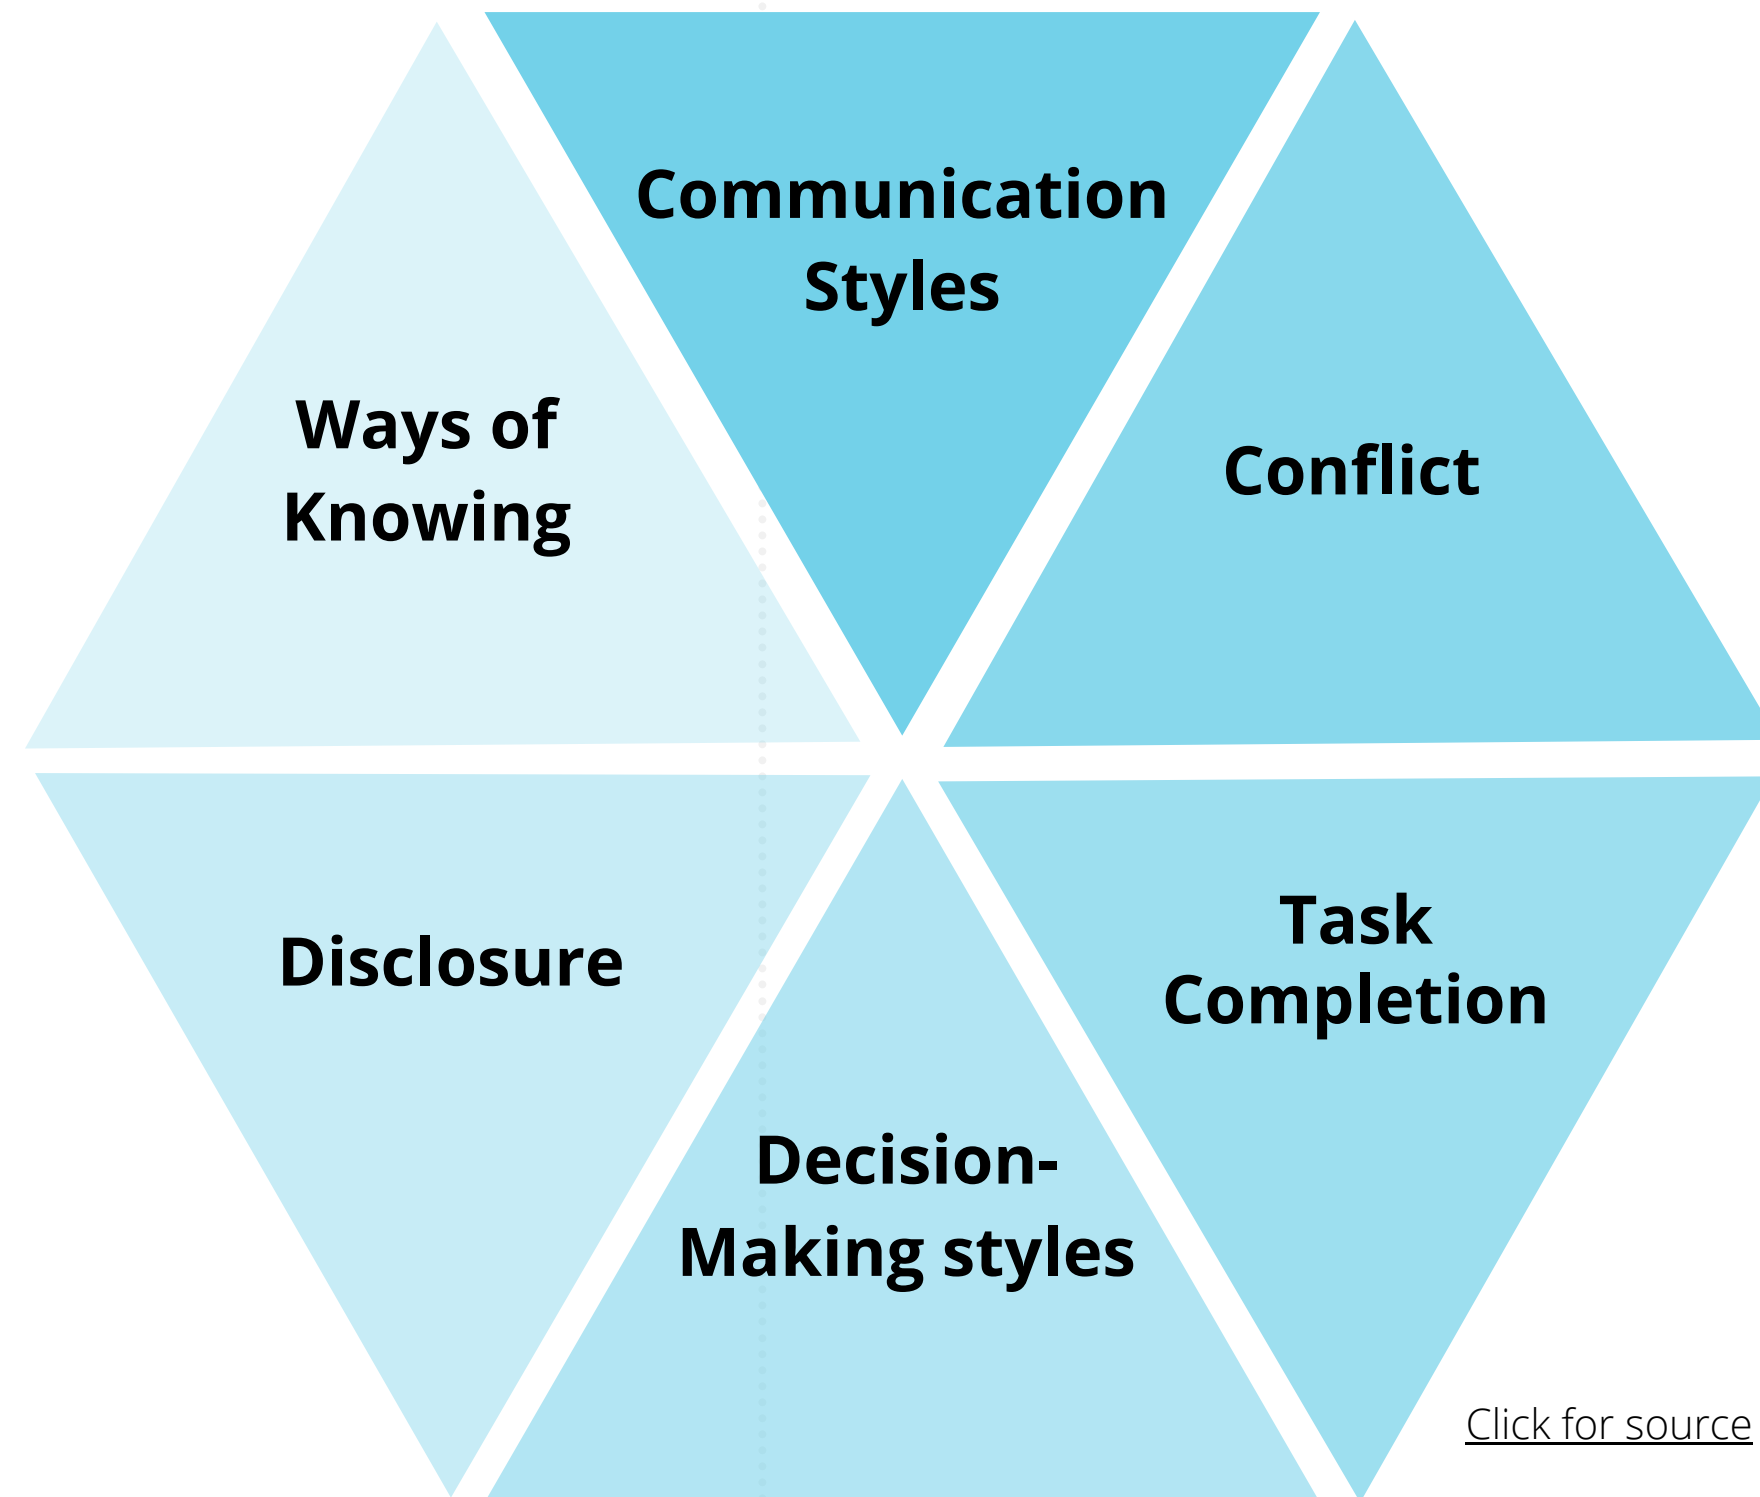 Communication
Styles
Ways of
Knowing
Conflict
Disclosure
Task
Completion
Decision-
Making styles
Click for source